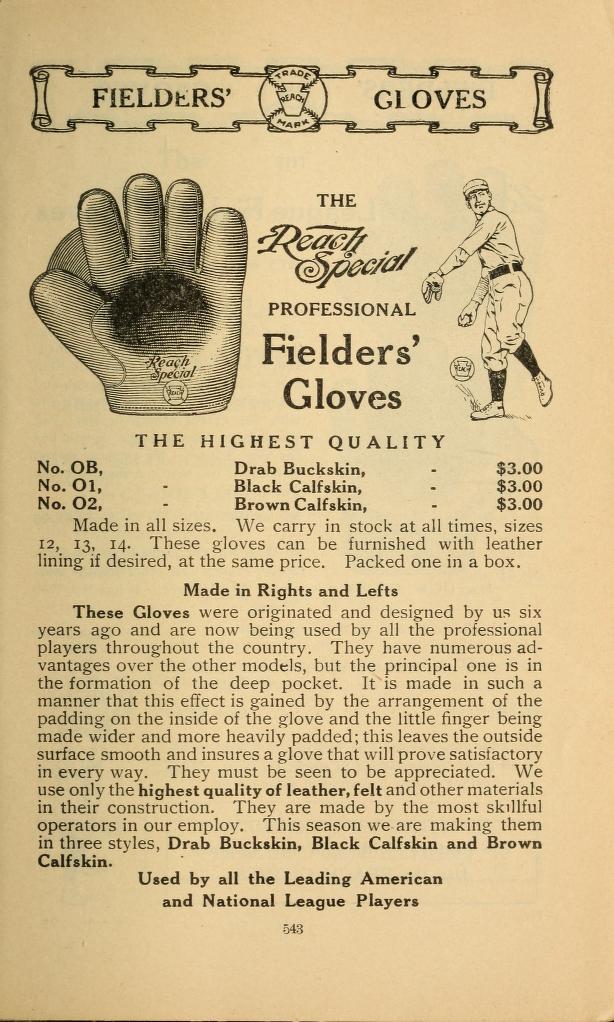 FIELDERS'
TRADE
REACH
MARK
GLOVES
THE
Reach
Special
PROFESSIONAL
Fielders'
Gloves
Reach
Special
THE HIGHEST QUALITY
No. OB, Drab Buckskin, - $3.00
No. O1, - Black Calfskin, - $3.00
No. O2, - Brown Calfskin, - $3.00
Made in all sizes. We carry in stock at all times, sizes
12, 13, 14. These gloves can be furnished with leather
lining if desired, at the same price. Packed one in a box.
Made in Rights and Lefts
These Gloves were originated and designed by us six
years ago and are now being used by all the professional
players throughout the country. They have numerous ad-
vantages over the other models, but the principal one is in
the formation of the deep pocket. It is made in such a
manner that this effect is gained by the arrangement of the
padding on the inside of the glove and the little finger being
made wider and more heavily padded; this leaves the outside
surface smooth and insures a glove that will prove satisfactory
in every way. They must be seen to be appreciated. We
use only the highest quality of leather, felt and other materials
in their construction. They are made by the most skillful
operators in our employ. This season we are making them
in three styles, Drab Buckskin, Black Calfskin and Brown
Calfskin.
Used by all the Leading American
and National League Players
543